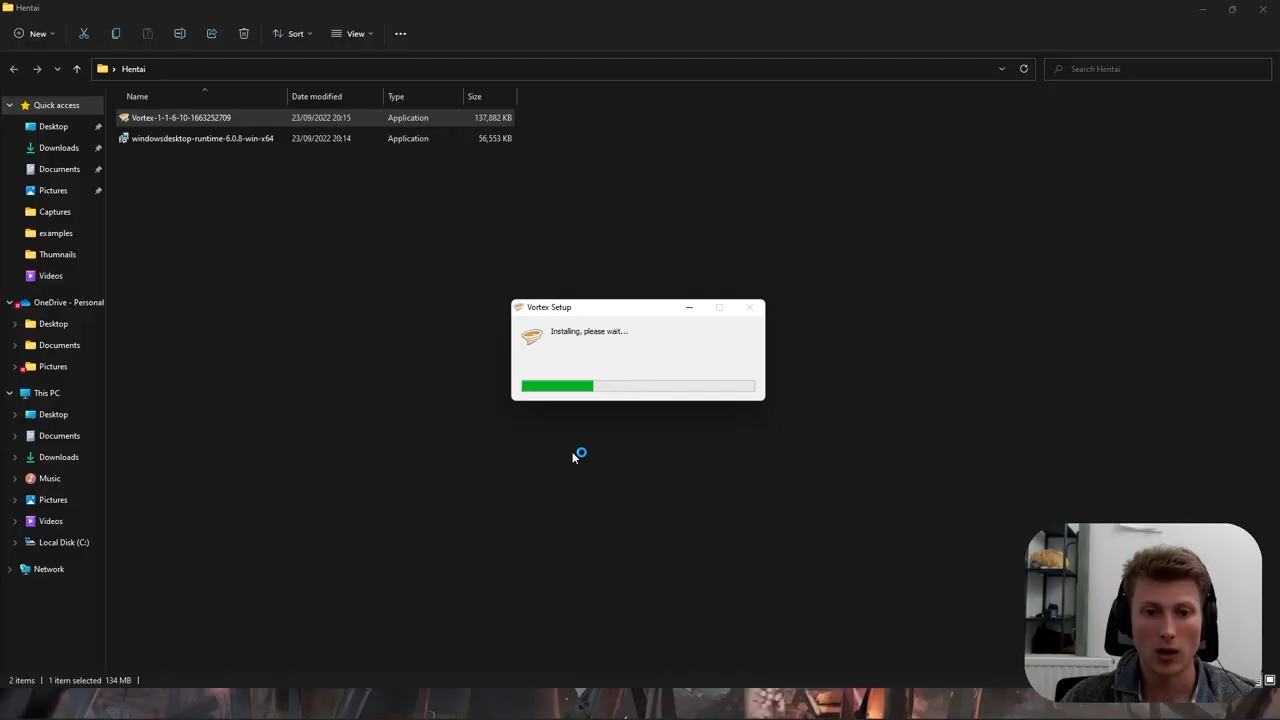 Hentai
New
Sort
View
Hentai
Search Hentai
Name
Date modified
Type
Size
Quick access
Vortex-1-1-6-10-1663252709
23/09/2022 20:15
Application
137,882 KB
Desktop
windowsdesktop-runtime-6.0.8-win-x64
23/09/2022 20:14
Application
56,553 KB
Downloads
Documents
Pictures
Captures
examples
Thumnails
Videos
OneDrive - Personal
Desktop
Documents
Pictures
This PC
Desktop
Documents
Downloads
Music
Pictures
Videos
Local Disk (C:)
Network
Vortex Setup
Installing, please wait...
2 items
1 item selected 134 MB